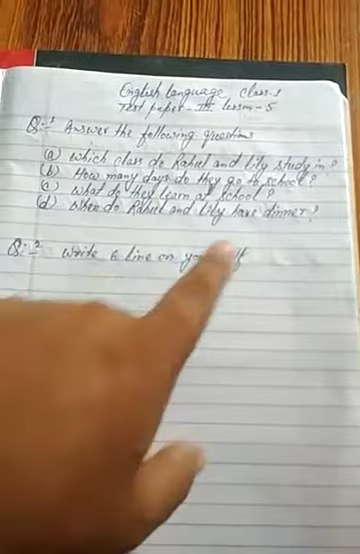 English language class-1
Test paper-III lesson-5
Q:-1 Answer the following questions
(a) Which class do Rahul and Lily study in?
(b) How many days do they go to school?
(c) What do they learn at school?
(d) When do Rahul and Lily have dinner?
Q:-2 Write 6 line on yourself